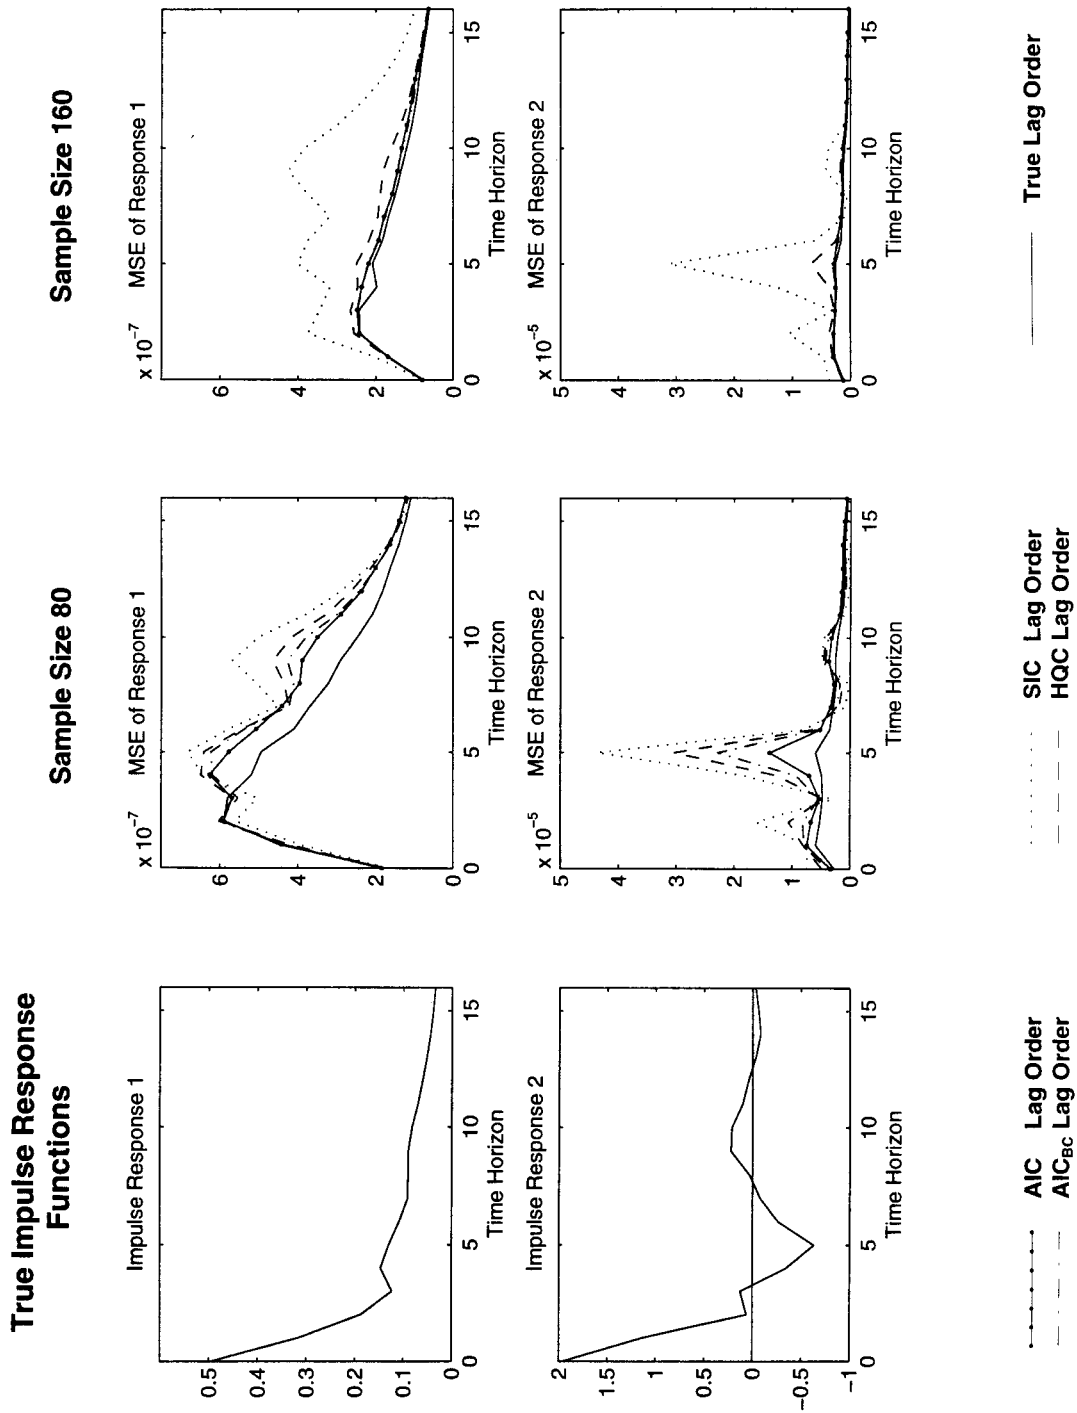 True Impulse Response
Functions
Sample Size 80
Sample Size 160
Impulse Response 1
0.5
0.4
0.3
0.2
0.1
0
0
5
10
15
Time Horizon
x 10^-7
MSE of Response 1
6
4
2
0
0
5
10
15
Time Horizon
x 10^-7
MSE of Response 1
6
4
2
0
0
5
10
15
Time Horizon
Impulse Response 2
2
1.5
1
0.5
0
-0.5
-1
0
5
10
15
Time Horizon
x 10^-5
MSE of Response 2
5
4
3
2
1
0
0
5
10
15
Time Horizon
x 10^-5
MSE of Response 2
5
4
3
2
1
0
0
5
10
15
Time Horizon
AIC Lag Order
AIC_BC Lag Order
SIC Lag Order
HQC Lag Order
True Lag Order